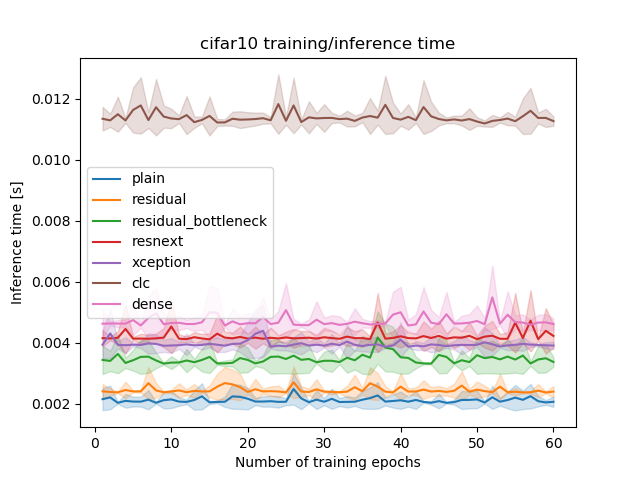 cifar10 training/inference time
Inference time [s]
0.012
0.010
0.008
0.006
0.004
0.002
plain
residual
residual_bottleneck
resnext
xception
clc
dense
0 10 20 30 40 50 60
Number of training epochs